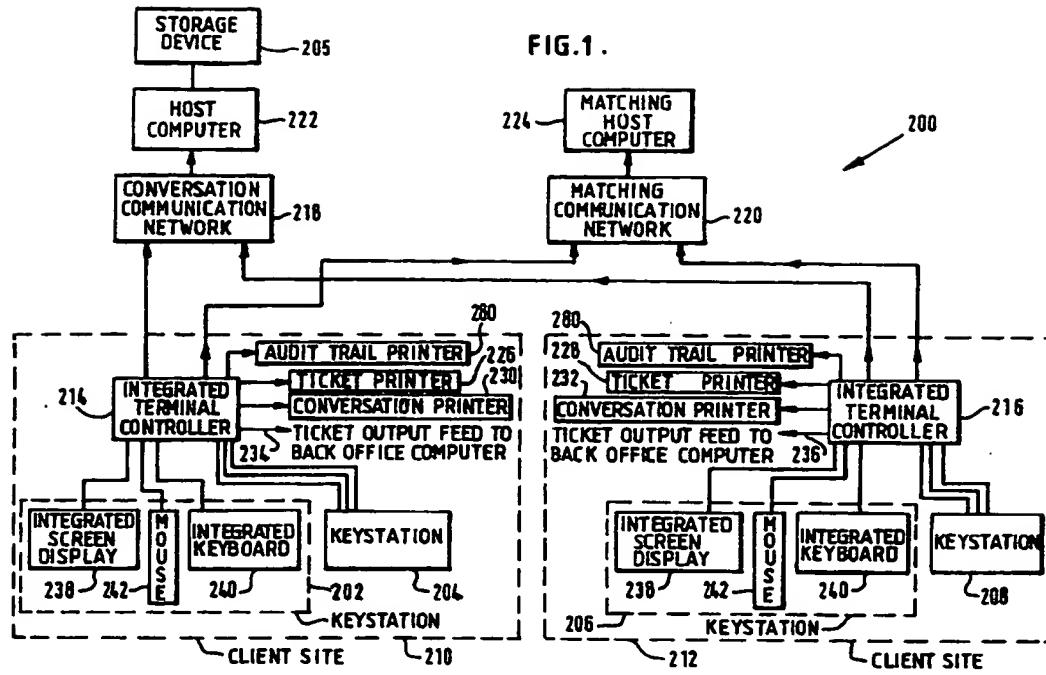 FIG.1.
STORAGE
DEVICE
205
HOST
COMPUTER
222
CONVERSATION
COMMUNICATION
NETWORK
218
224
MATCHING
HOST
COMPUTER
MATCHING
COMMUNICATION
NETWORK
220
200
280
AUDIT TRAIL PRINTER
226
TICKET PRINTER
230
CONVERSATION PRINTER
214
INTEGRATED
TERMINAL
CONTROLLER
234
TICKET OUTPUT FEED TO
BACK OFFICE COMPUTER
INTEGRATED
SCREEN
DISPLAY
238
MOUSE
242
INTEGRATED
KEYBOARD
240
202
KEYSTATION
KEYSTATION
204
CLIENT SITE
210
280
AUDIT TRAIL PRINTER
228
TICKET PRINTER
232
CONVERSATION PRINTER
TICKET OUTPUT FEED TO
BACK OFFICE COMPUTER
236
INTEGRATED
TERMINAL
CONTROLLER
216
INTEGRATED
SCREEN
DISPLAY
238
MOUSE
242
INTEGRATED
KEYBOARD
240
206
KEYSTATION
KEYSTATION
208
212
CLIENT SITE